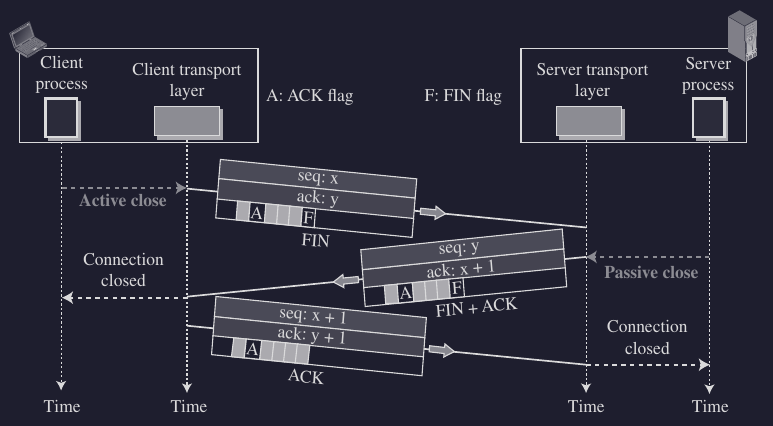 Client
process
Client transport
layer
A: ACK flag
F: FIN flag
Server transport
layer
Server
process
seq: x
ack: y
A
F
FIN
Active close
seq: y
ack: x + 1
A
F
FIN + ACK
Passive close
Connection
closed
seq: x + 1
ack: y + 1
A
ACK
Connection
closed
Time
Time
Time
Time